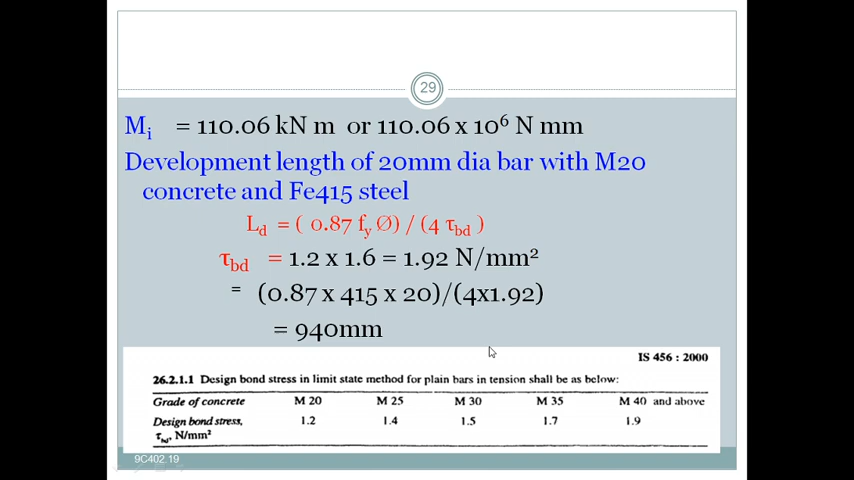 29
Mi = 110.06 kN m or 110.06 x 10⁶ N mm
Development length of 20mm dia bar with M20
concrete and Fe415 steel
Ld = ( 0.87 fy Ø) / (4 τbd )
τbd = 1.2 x 1.6 = 1.92 N/mm²
= (0.87 x 415 x 20)/(4x1.92)
= 940mm
IS 456 : 2000
26.2.1.1 Design bond stress in limit state method for plain bars in tension shall be as below:
Grade of concrete M 20 M 25 M 30 M 35 M 40 and above
Design bond stress, 1.2 1.4 1.5 1.7 1.9
τbd, N/mm²
9C402.19